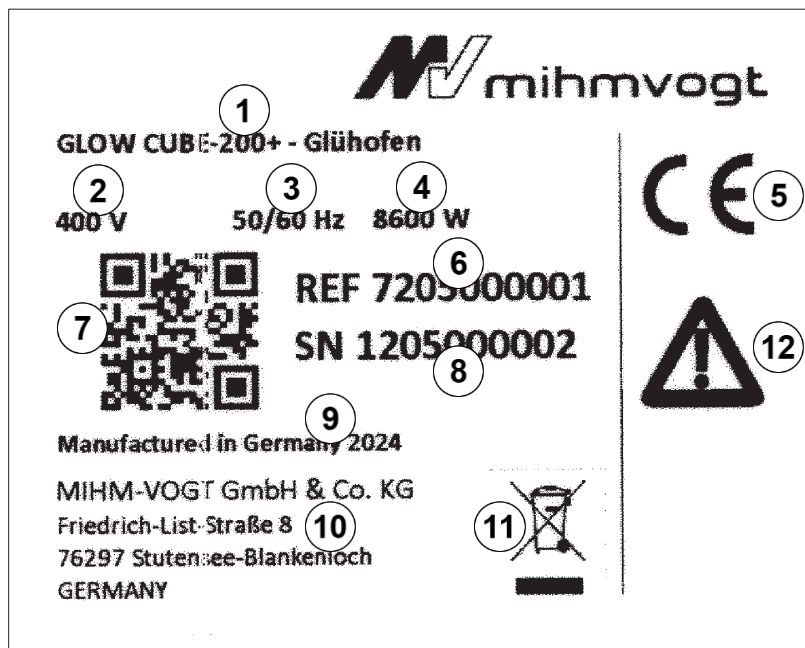 mihmvogt
1
GLOW CUBE-200+ - Glühofen
2
3
4
400 V 50/60 Hz 8600 W
CE
5
6
REF 7205000001
7
SN 1205000002
8
12
9
Manufactured in Germany 2024
MIHM-VOGT GmbH & Co. KG
Friedrich-List-Straße 8
10
11
76297 Stutensee-Blankenloch
GERMANY